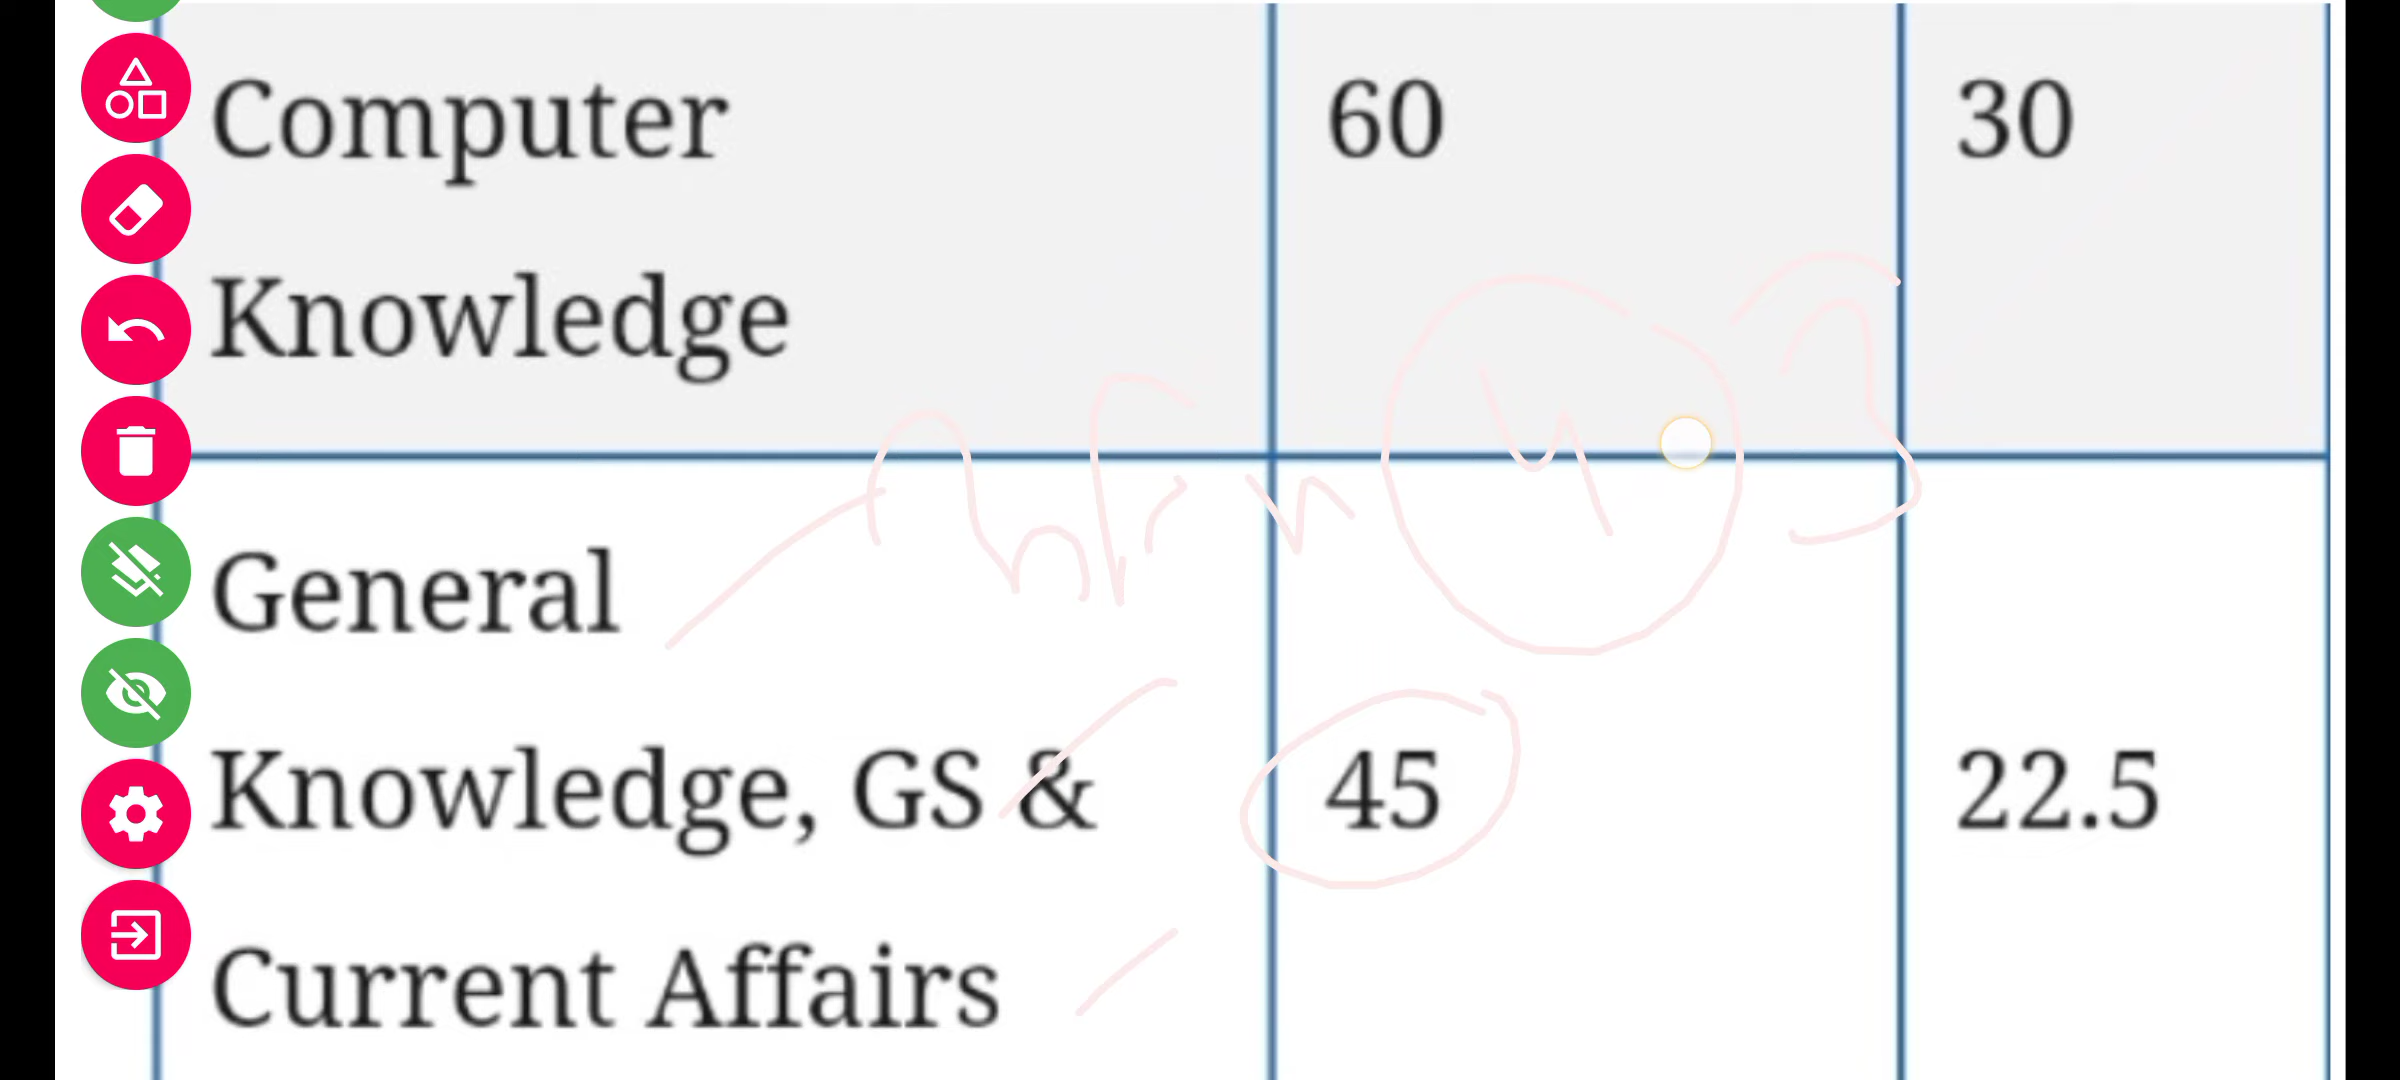 Computer 60 30
Knowledge
General
Knowledge, GS & 45 22.5
Current Affairs